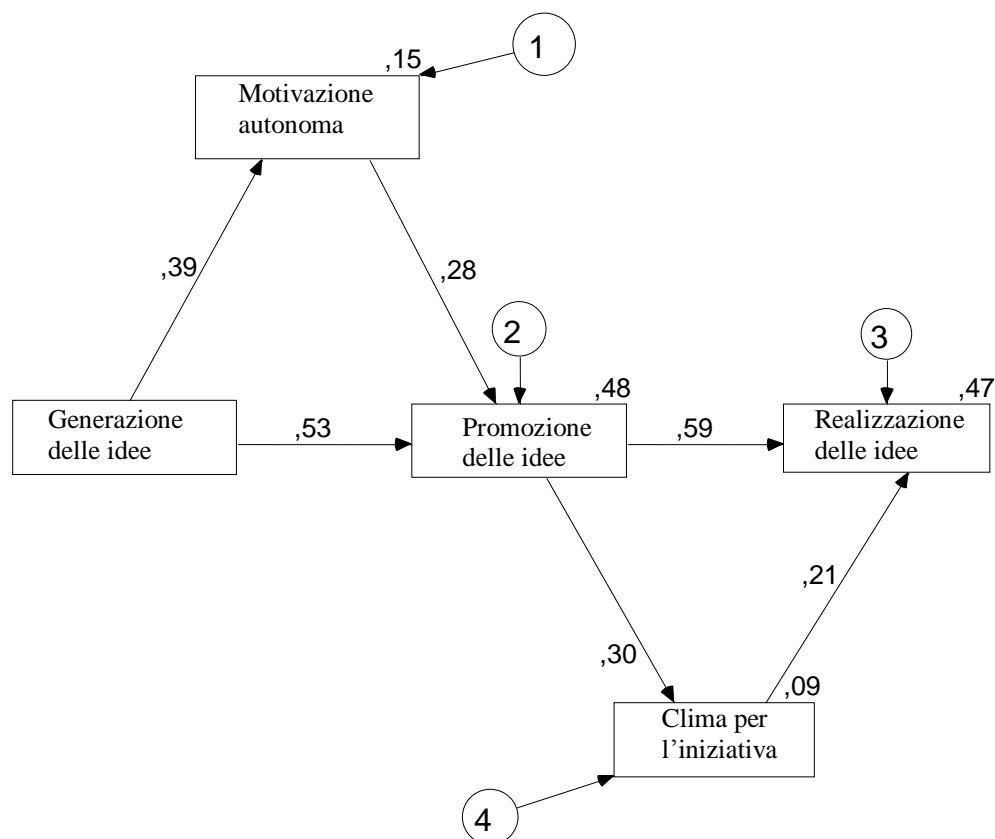 1
,15
Motivazione
autonoma
,39
,28
2
3
,48
,47
Generazione
delle idee
,53
Promozione
delle idee
,59
Realizzazione
delle idee
,21
,30
,09
Clima per
l’iniziativa
4